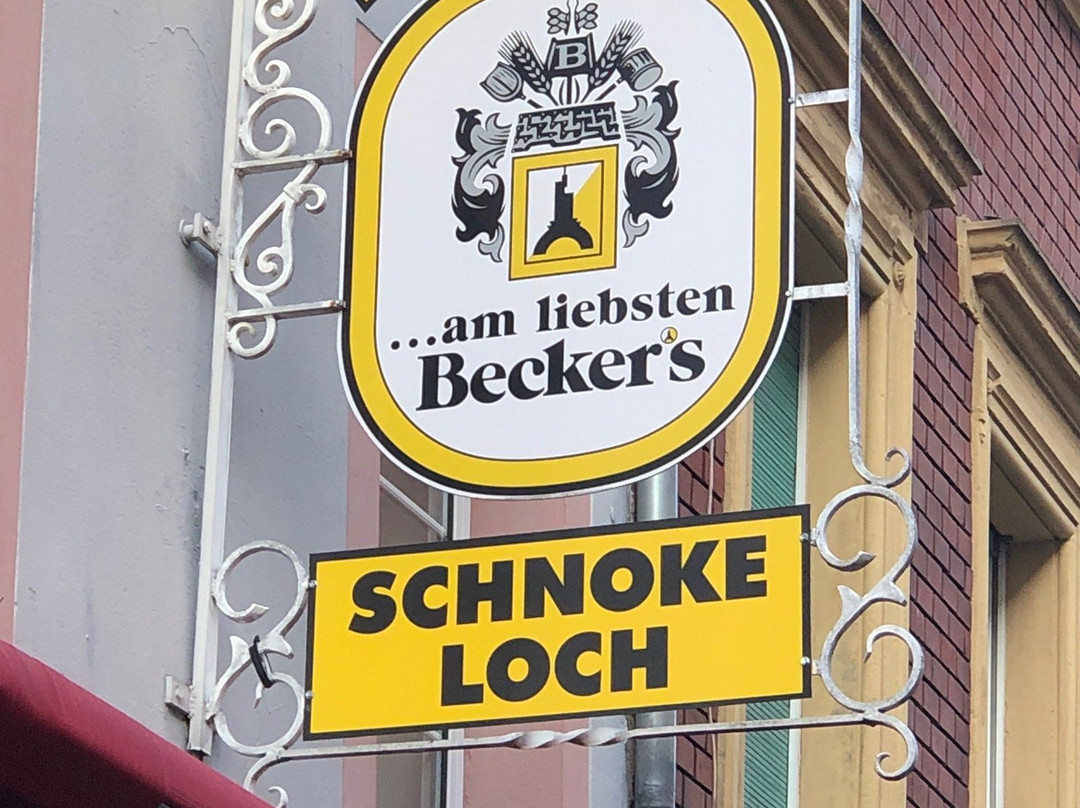 B
...am liebsten
Becker's
SCHNOKE
LOCH